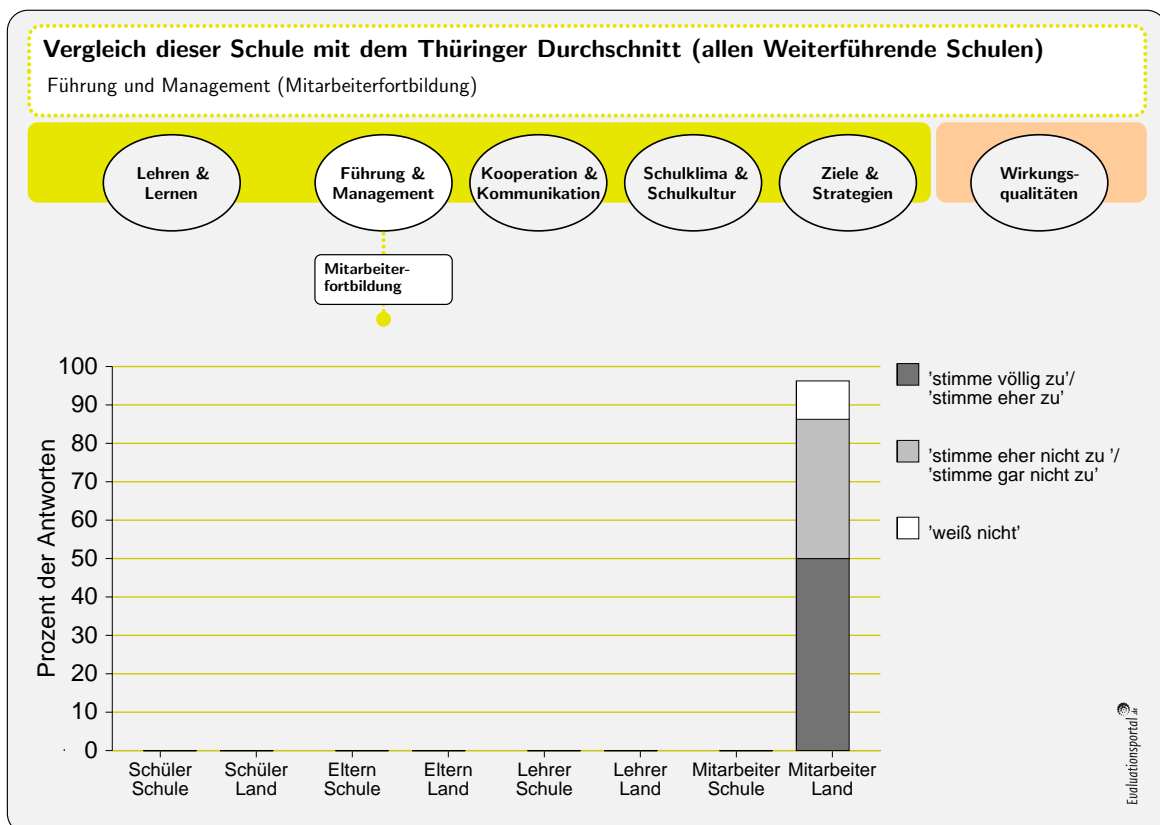 Vergleich dieser Schule mit dem Thüringer Durchschnitt (allen Weiterführende Schulen)
Führung und Management (Mitarbeiterfortbildung)
Lehren &
Lernen
Führung &
Management
Kooperation &
Kommunikation
Schulklima &
Schulkultur
Ziele &
Strategien
Wirkungs-
qualitäten
Mitarbeiter-
fortbildung
Prozent der Antworten
100
90
80
70
60
50
40
30
20
10
0
Schüler
Schule
Schüler
Land
Eltern
Schule
Eltern
Land
Lehrer
Schule
Lehrer
Land
Mitarbeiter
Schule
Mitarbeiter
Land
'stimme völlig zu'/
'stimme eher zu'
'stimme eher nicht zu '/
'stimme gar nicht zu'
'weiß nicht'
Evaluationsportal.de